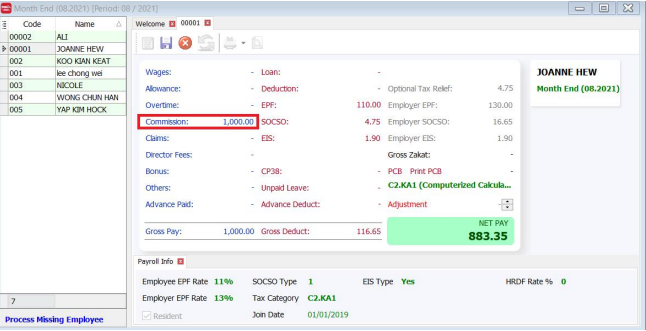 Month End (08.2021) [Period: 08 / 2021]
Code Name
00002 ALI
00001 JOANNE HEW
002 KOO KIAN KEAT
001 lee chong wei
003 NICOLE
004 WONG CHUN HAN
005 YAP KIM HOCK
7
Process Missing Employee
Welcome 00001
Wages: - Loan: -
Allowance: - Deduction: - Optional Tax Relief: 4.75
Overtime: - EPF: 110.00 Employer EPF: 130.00
Commission: 1,000.00 SOCSO: 4.75 Employer SOCSO: 16.65
Claims: - EIS: 1.90 Employer EIS: 1.90
Director Fees: - Gross Zakat: -
Bonus: - CP38: - PCB Print PCB -
Others: - Unpaid Leave: - C2.KA1 (Computerized Calcula...
Advance Paid: - Advance Deduct: - Adjustment -
Gross Pay: 1,000.00 Gross Deduct: 116.65
NET PAY
883.35
JOANNE HEW
Month End (08.2021)
Payroll Info
Employee EPF Rate 11% SOCSO Type 1 EIS Type Yes HRDF Rate % 0
Employer EPF Rate 13% Tax Category C2.KA1
Resident Join Date 01/01/2019